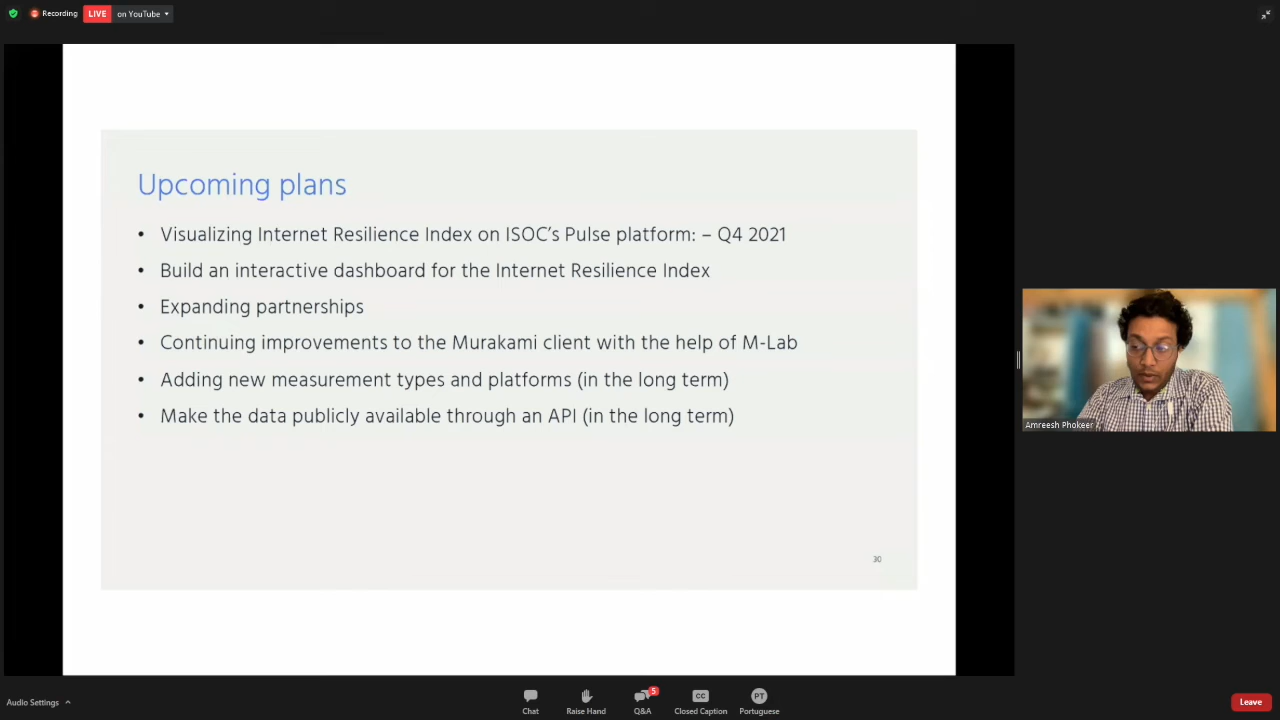 Recording
LIVE
on YouTube
Upcoming plans
• Visualizing Internet Resilience Index on ISOC’s Pulse platform: – Q4 2021
• Build an interactive dashboard for the Internet Resilience Index
• Expanding partnerships
• Continuing improvements to the Murakami client with the help of M-Lab
• Adding new measurement types and platforms (in the long term)
• Make the data publicly available through an API (in the long term)
30
Amreesh Phokeer
Audio Settings
Chat
Raise Hand
5
Q&A
CC
Closed Caption
PT
Portuguese
Leave